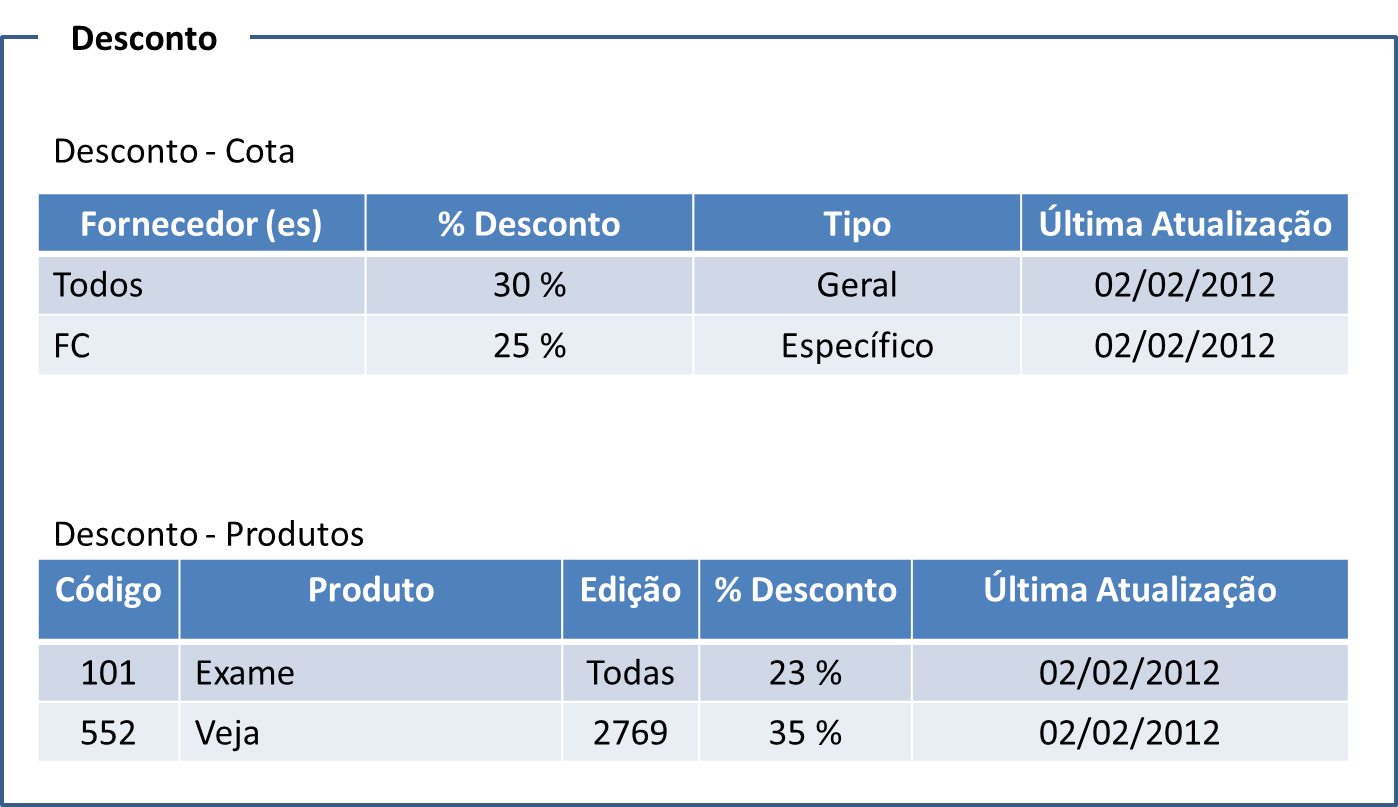 Desconto
Desconto - Cota
Fornecedor (es) % Desconto Tipo Última Atualização
Todos 30 % Geral 02/02/2012
FC 25 % Específico 02/02/2012
Desconto - Produtos
Código Produto Edição % Desconto Última Atualização
101 Exame Todas 23 % 02/02/2012
552 Veja 2769 35 % 02/02/2012